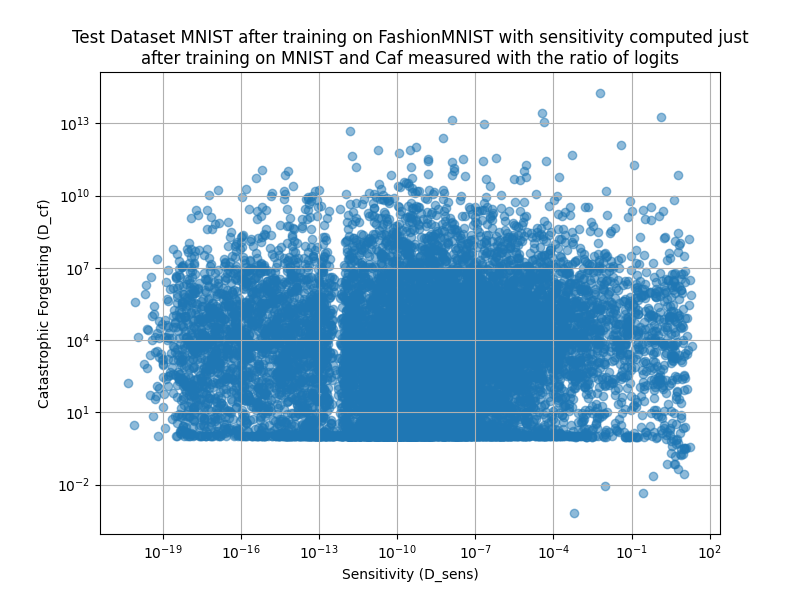 Test Dataset MNIST after training on FashionMNIST with sensitivity computed just
after training on MNIST and Caf measured with the ratio of logits
Catastrophic Forgetting (D_cf)
10^13
10^10
10^7
10^4
10^1
10^-2
10^-19 10^-16 10^-13 10^-10 10^-7 10^-4 10^-1 10^2
Sensitivity (D_sens)